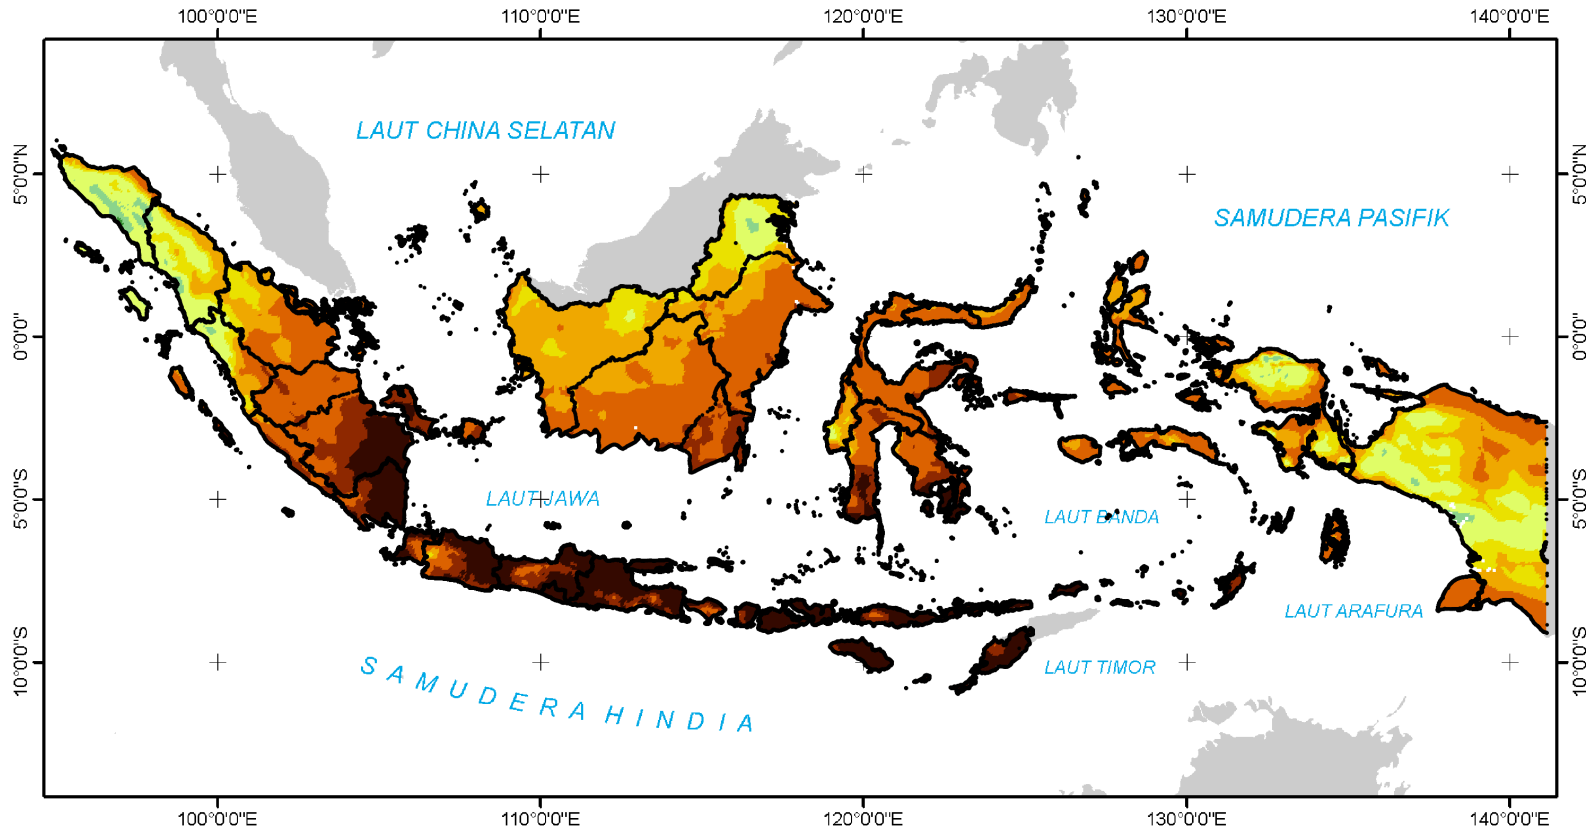 100°0'0"E 110°0'0"E 120°0'0"E 130°0'0"E 140°0'0"E
LAUT CHINA SELATAN
5°0'0"N 5°0'0"N
SAMUDERA PASIFIK
0°0'0" 0°0'0"
5°0'0"S LAUT JAWA 5°0'0"S
LAUT BANDA
LAUT ARAFURA
10°0'0"S LAUT TIMOR 10°0'0"S
SAMUDERA HINDIA
100°0'0"E 110°0'0"E 120°0'0"E 130°0'0"E 140°0'0"E